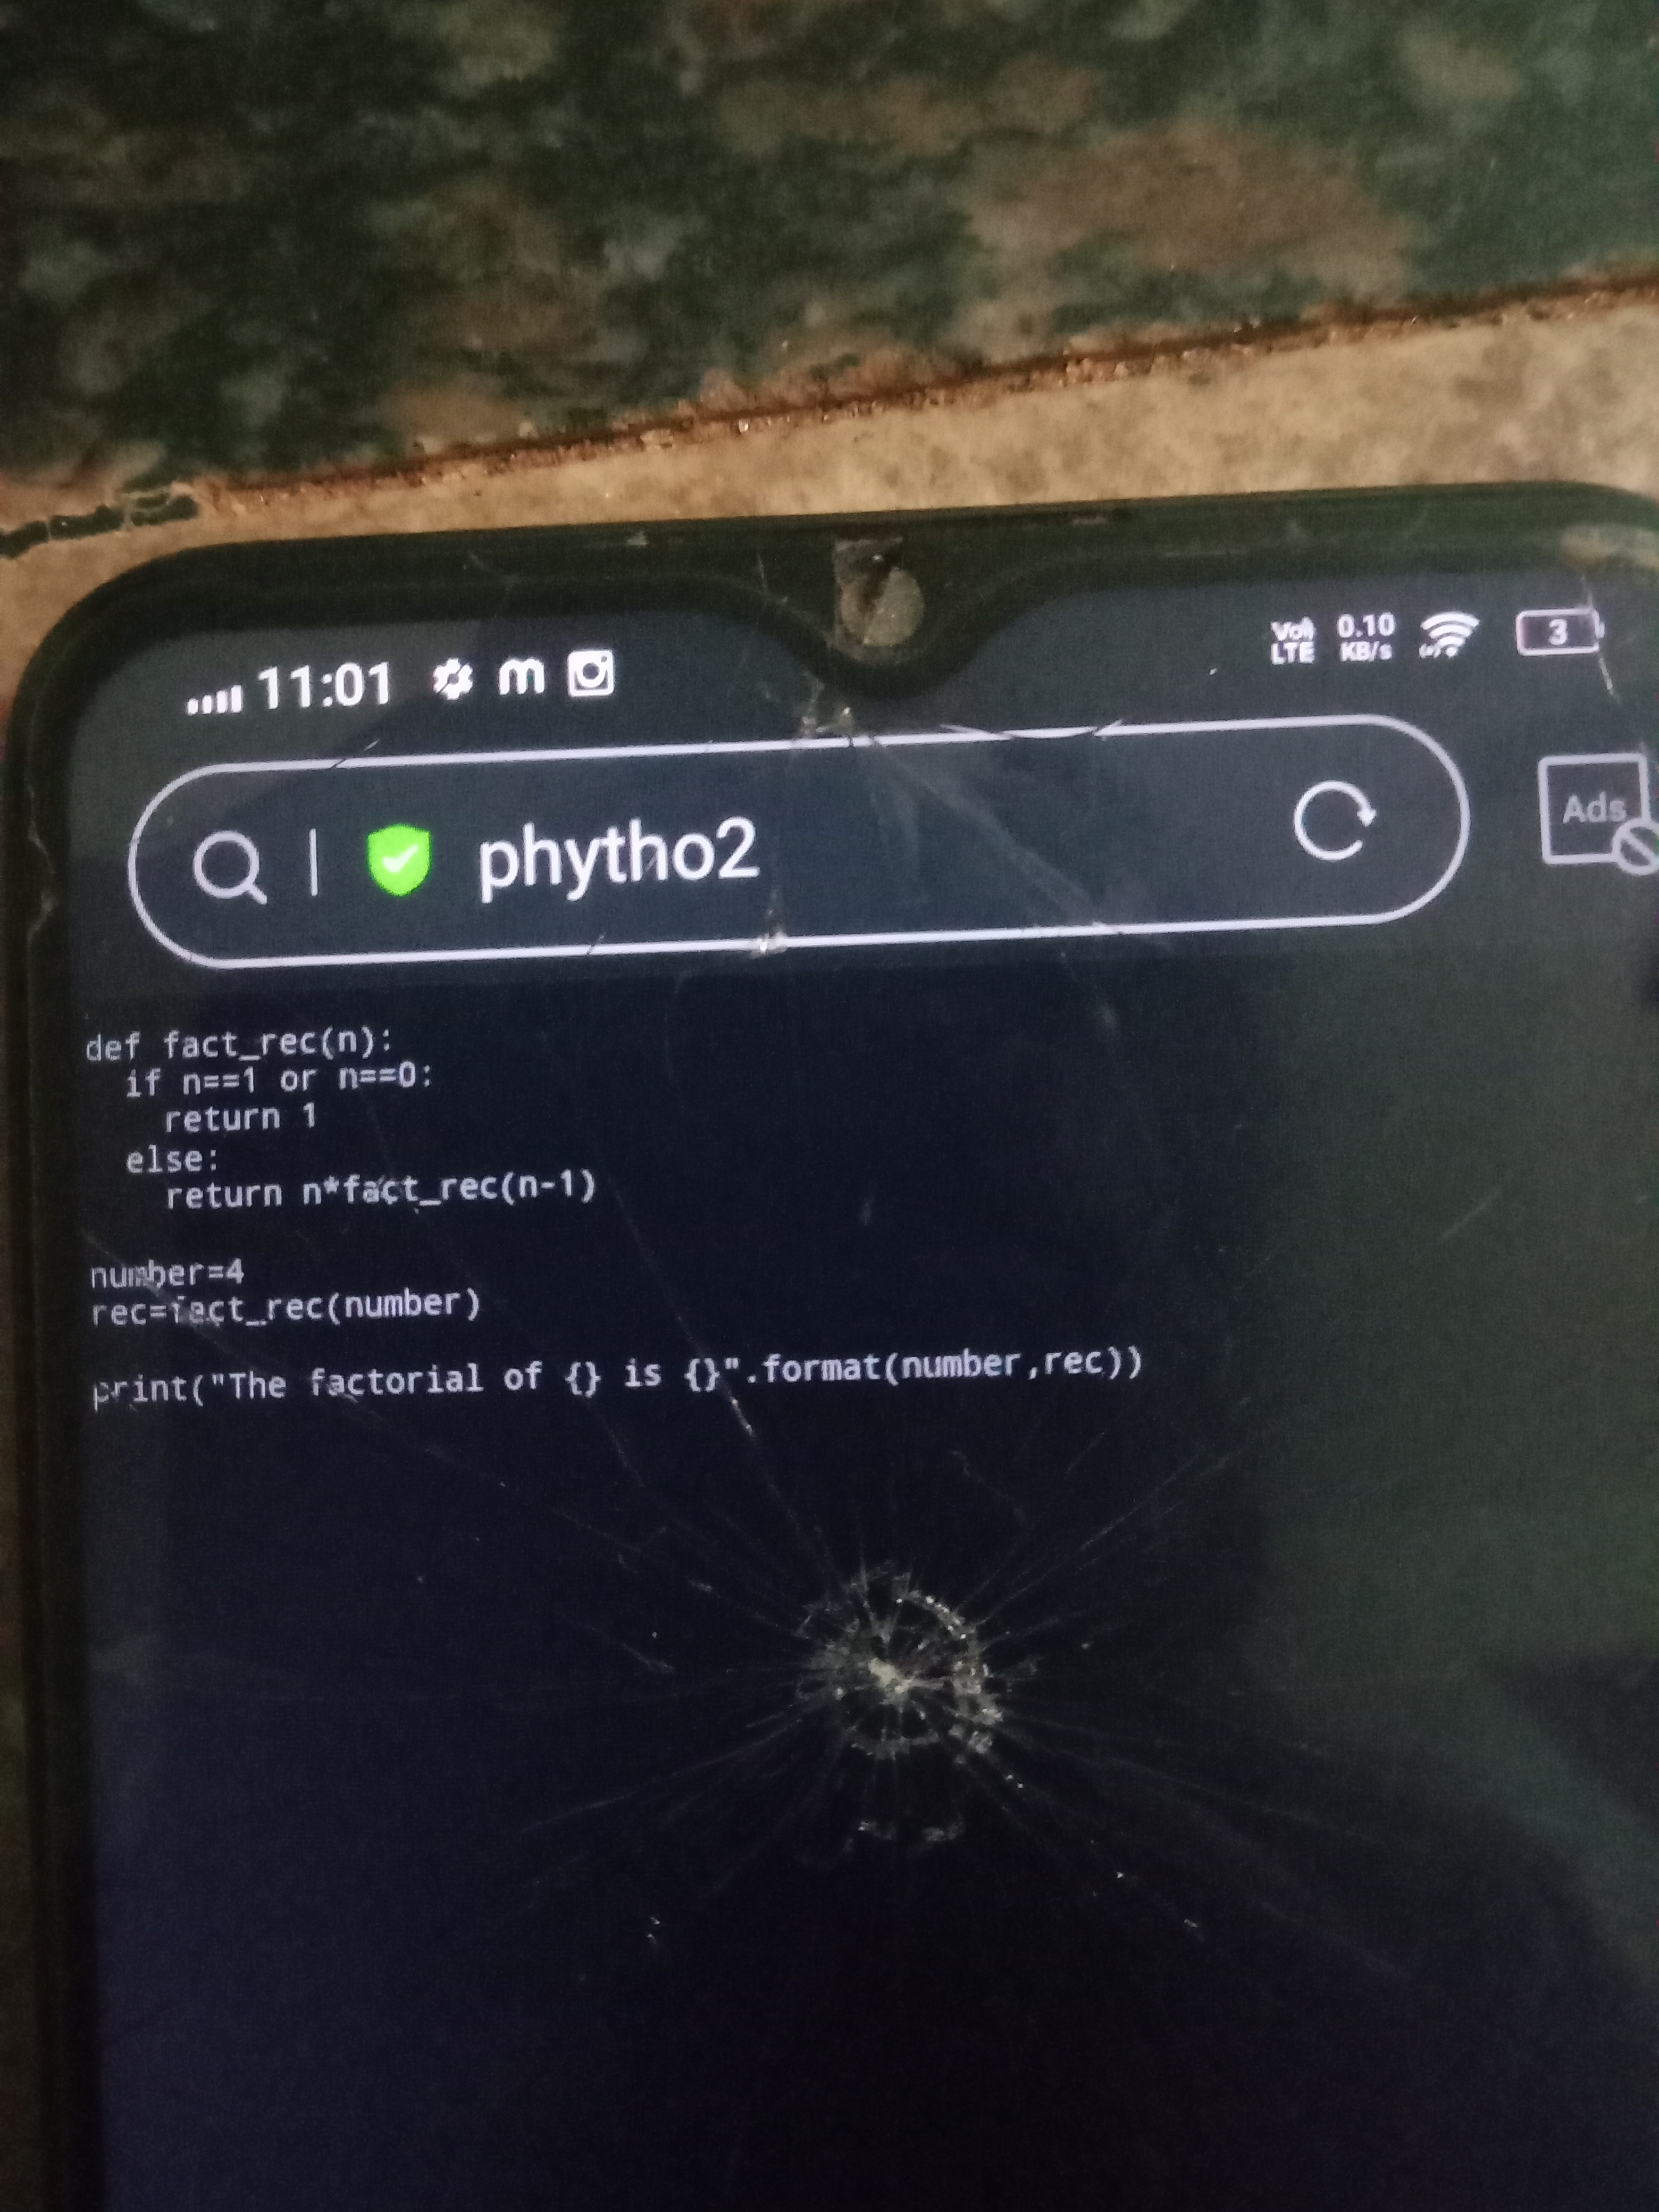 11:01 m Vo) LTE 0.10 KB/s 3
phytho2 Ads
def fact_rec(n):
  if n==1 or n==0:
    return 1
  else:
    return n*fact_rec(n-1)

number=4
rec=fact_rec(number)

print("The factorial of {} is {}".format(number,rec))